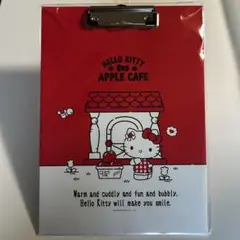 HELLO KITTY
APPLE CAFE
Warm and cuddly and fun and bubbly.
Hello Kitty will make you smile.